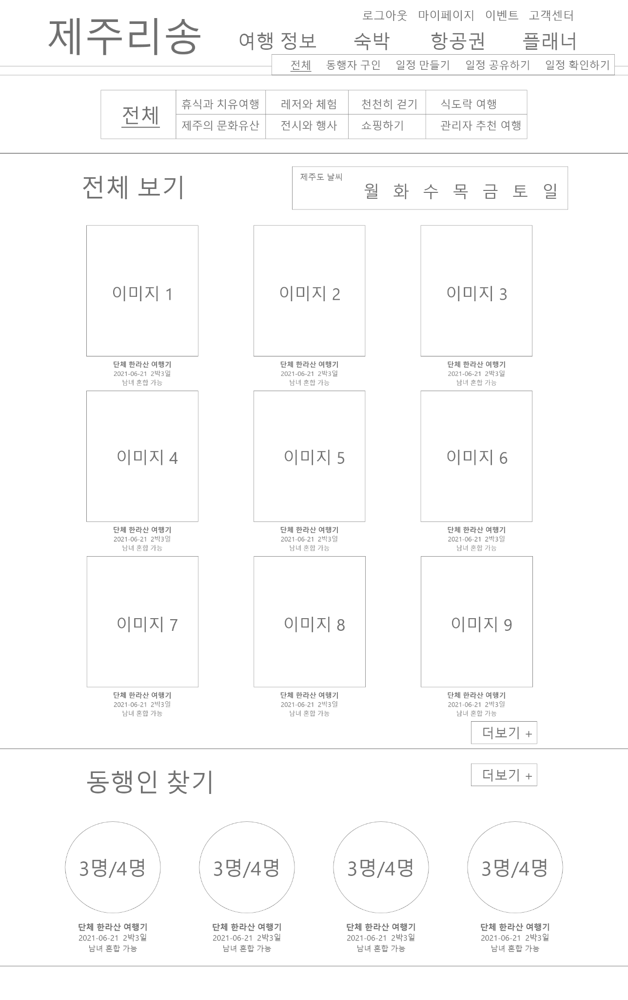 제주리송
로그아웃 마이페이지 이벤트 고객센터
여행 정보 숙박 항공권 플래너
전체 동행자 구인 일정 만들기 일정 공유하기 일정 확인하기
전체
휴식과 치유여행 레저와 체험 천천히 걷기 식도락 여행
제주의 문화유산 전시와 행사 쇼핑하기 관리자 추천 여행
전체 보기
제주도 날씨
월 화 수 목 금 토 일
이미지 1 이미지 2 이미지 3
단체 한라산 여행기 단체 한라산 여행기 단체 한라산 여행기
2021-06-21 2박3일 2021-06-21 2박3일 2021-06-21 2박3일
남녀 혼합 가능 남녀 혼합 가능 남녀 혼합 가능
이미지 4 이미지 5 이미지 6
단체 한라산 여행기 단체 한라산 여행기 단체 한라산 여행기
2021-06-21 2박3일 2021-06-21 2박3일 2021-06-21 2박3일
남녀 혼합 가능 남녀 혼합 가능 남녀 혼합 가능
이미지 7 이미지 8 이미지 9
단체 한라산 여행기 단체 한라산 여행기 단체 한라산 여행기
2021-06-21 2박3일 2021-06-21 2박3일 2021-06-21 2박3일
남녀 혼합 가능 남녀 혼합 가능 남녀 혼합 가능
더보기 +
동행인 찾기
더보기 +
3명/4명 3명/4명 3명/4명 3명/4명
단체 한라산 여행기 단체 한라산 여행기 단체 한라산 여행기 단체 한라산 여행기
2021-06-21 2박3일 2021-06-21 2박3일 2021-06-21 2박3일 2021-06-21 2박3일
남녀 혼합 가능 남녀 혼합 가능 남녀 혼합 가능 남녀 혼합 가능